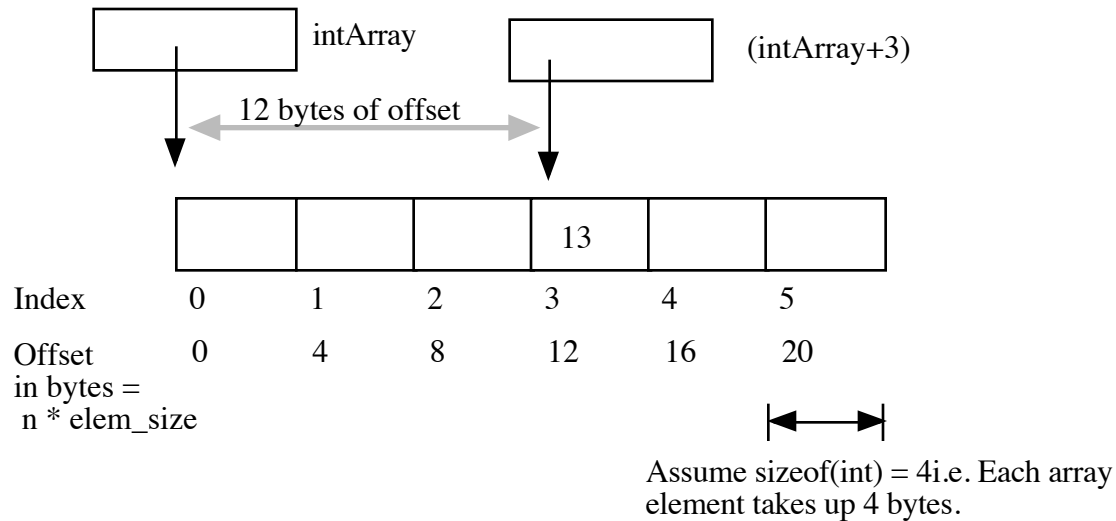 intArray
(intArray+3)
12 bytes of offset
13
Index 0 1 2 3 4 5
Offset 0 4 8 12 16 20
in bytes =
n * elem_size
Assume sizeof(int) = 4i.e. Each array
element takes up 4 bytes.